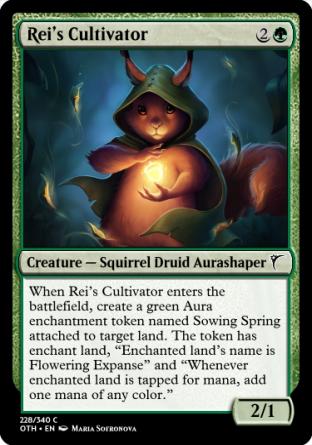 Rei's Cultivator 2
Creature — Squirrel Druid Aurashaper
When Rei's Cultivator enters the
battlefield, create a green Aura
enchantment token named Sowing Spring
attached to target land. The token has
enchant land, “Enchanted land's name is
Flowering Expanse” and “Whenever
enchanted land is tapped for mana, add
one mana of any color.”
2/1
228/340 C
OTH • EN Maria Sofronova